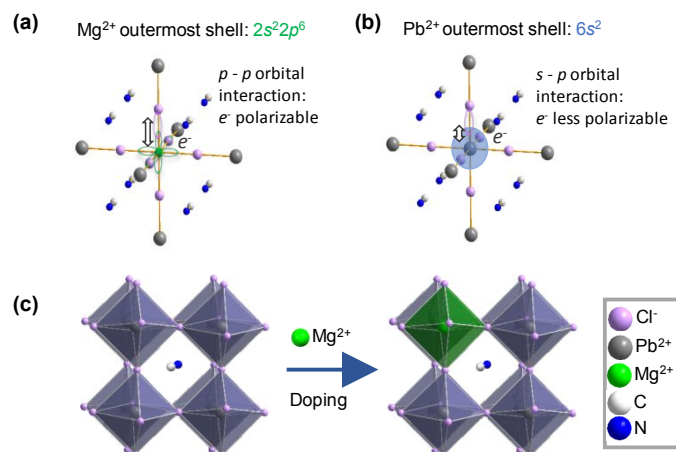 (a)
Mg²⁺ outermost shell: 2s²2p⁶
p - p orbital
interaction:
e⁻ polarizable
e⁻
(b)
Pb²⁺ outermost shell: 6s²
s - p orbital
interaction:
e⁻ less polarizable
e⁻
(c)
Mg²⁺
Doping
Cl⁻
Pb²⁺
Mg²⁺
C
N